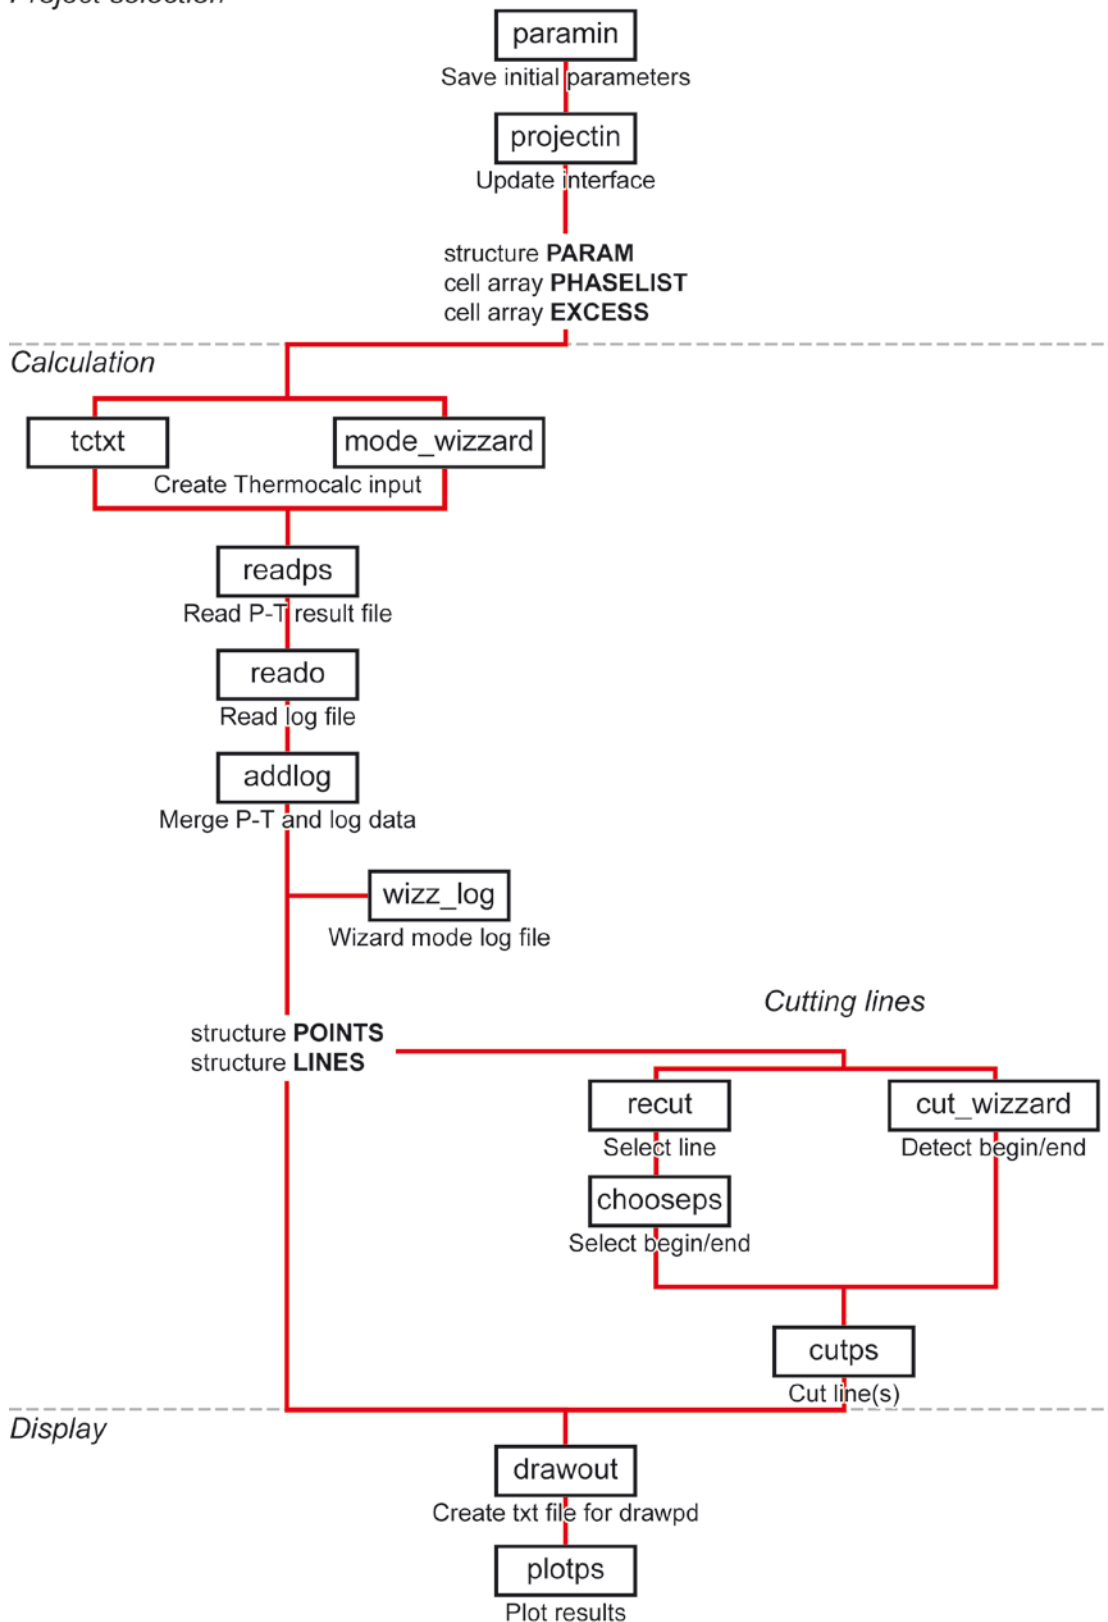 Project selection
paramin
Save initial parameters
projectin
Update interface
structure PARAM
cell array PHASELIST
cell array EXCESS
Calculation
tctxt
mode_wizzard
Create Thermocalc input
readps
Read P-T result file
reado
Read log file
addlog
Merge P-T and log data
wizz_log
Wizard mode log file
structure POINTS
structure LINES
Cutting lines
recut
cut_wizzard
Select line
Detect begin/end
chooseps
Select begin/end
cutps
Cut line(s)
Display
drawout
Create txt file for drawpd
plotps
Plot results